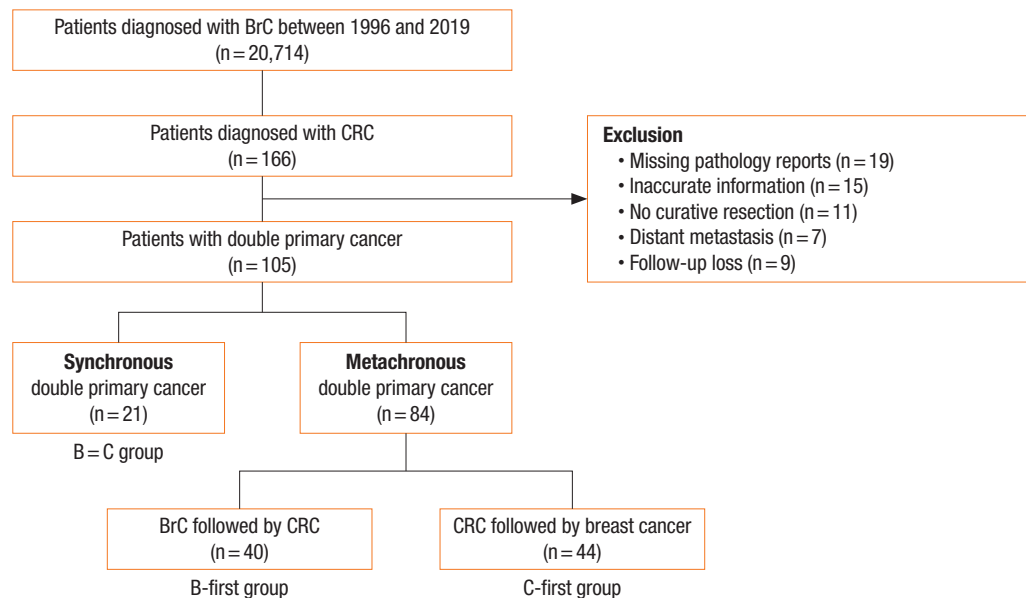 Patients diagnosed with BrC between 1996 and 2019
(n = 20,714)
Patients diagnosed with CRC
(n = 166)
Exclusion
• Missing pathology reports (n = 19)
• Inaccurate information (n = 15)
• No curative resection (n = 11)
• Distant metastasis (n = 7)
• Follow-up loss (n = 9)
Patients with double primary cancer
(n = 105)
Synchronous
double primary cancer
(n = 21)
B = C group
Metachronous
double primary cancer
(n = 84)
BrC followed by CRC
(n = 40)
B-first group
CRC followed by breast cancer
(n = 44)
C-first group